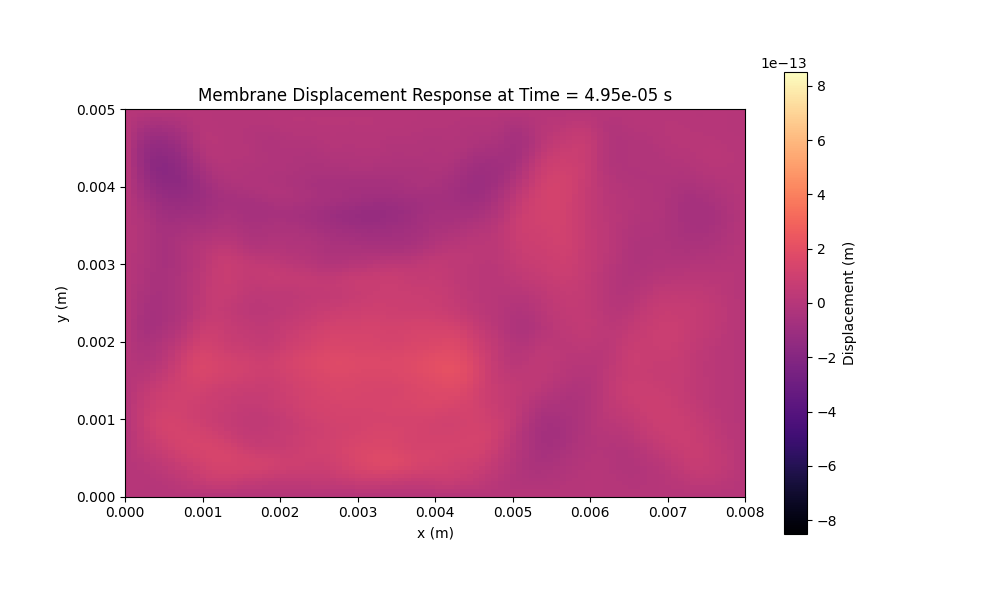 1e−13
Membrane Displacement Response at Time = 4.95e-05 s
0.005
0.004
0.003
0.002
0.001
0.000
y (m)
0.000 0.001 0.002 0.003 0.004 0.005 0.006 0.007 0.008
x (m)
8
6
4
2
0
−2
−4
−6
−8
Displacement (m)